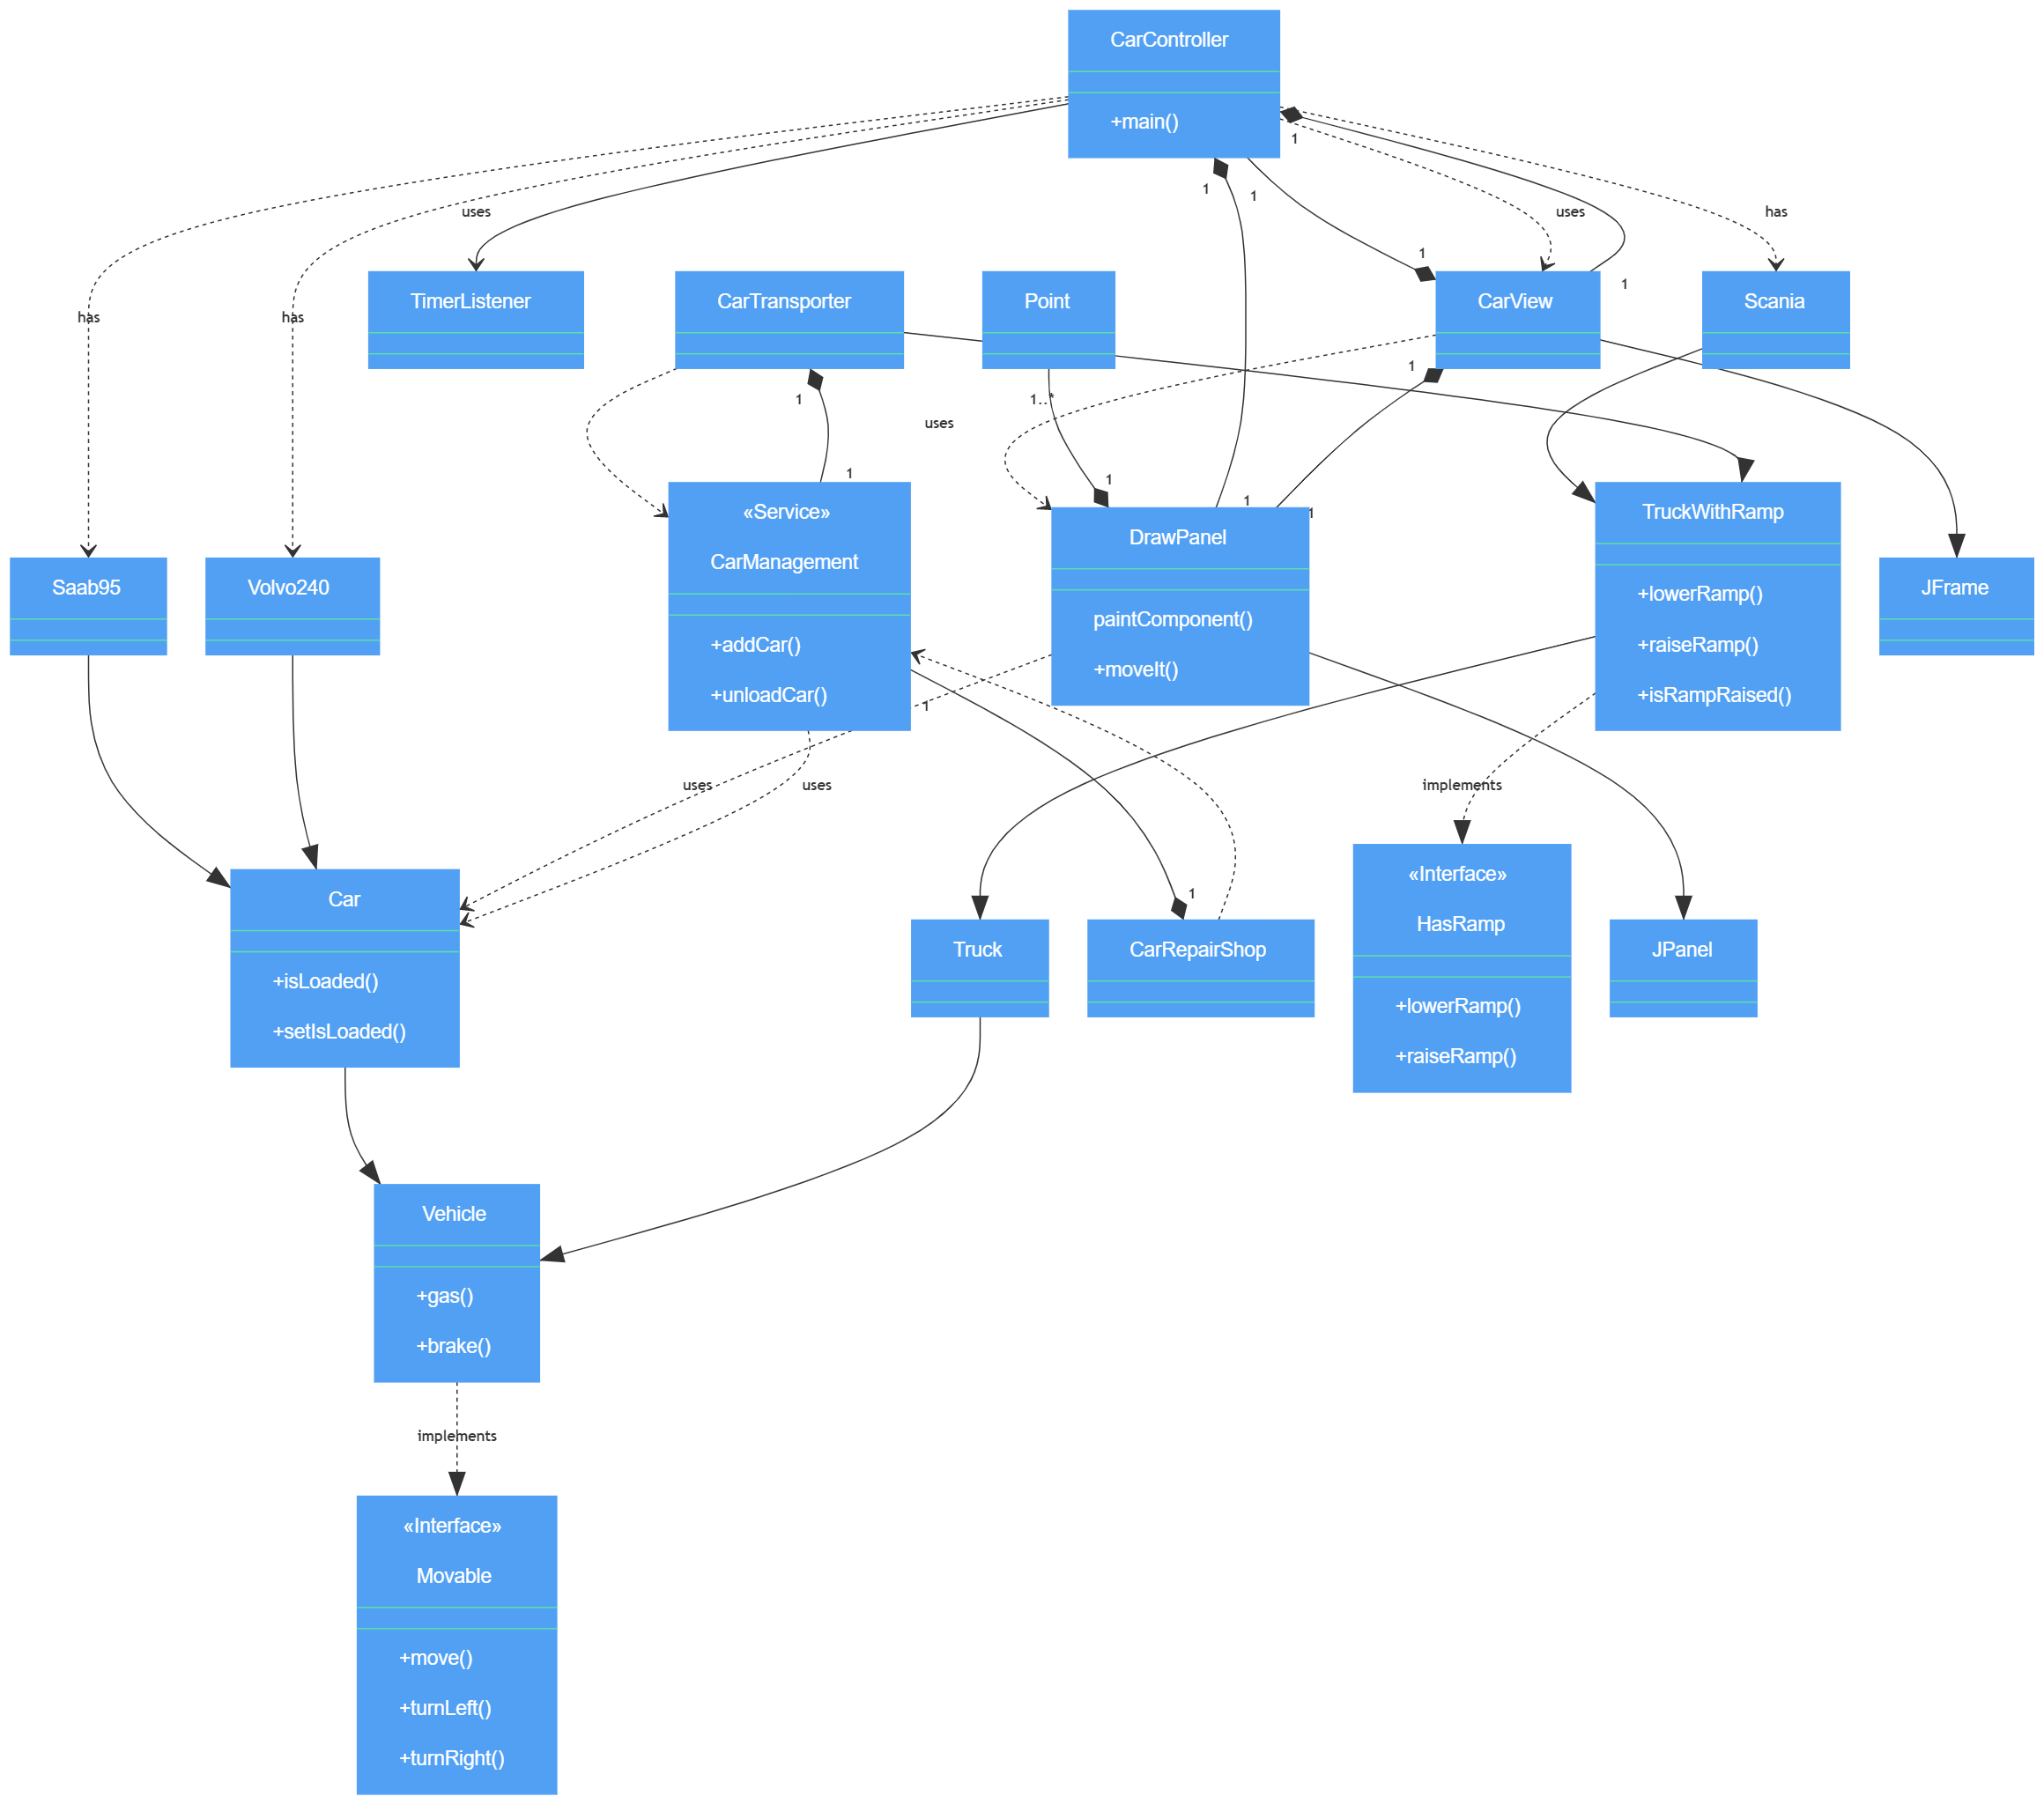 CarController
+main()
1
uses
1
1
uses
has
1
1
has
has
TimerListener
CarTransporter
Point
CarView
Scania
1
1
1..*
uses
1
1
1
1
«Service»
CarManagement
+addCar()
+unloadCar()
DrawPanel
paintComponent()
+moveIt()
TruckWithRamp
+lowerRamp()
+raiseRamp()
+isRampRaised()
Saab95
Volvo240
JFrame
1
uses
uses
implements
1
Car
+isLoaded()
+setIsLoaded()
Truck
CarRepairShop
«Interface»
HasRamp
+lowerRamp()
+raiseRamp()
JPanel
Vehicle
+gas()
+brake()
implements
«Interface»
Movable
+move()
+turnLeft()
+turnRight()